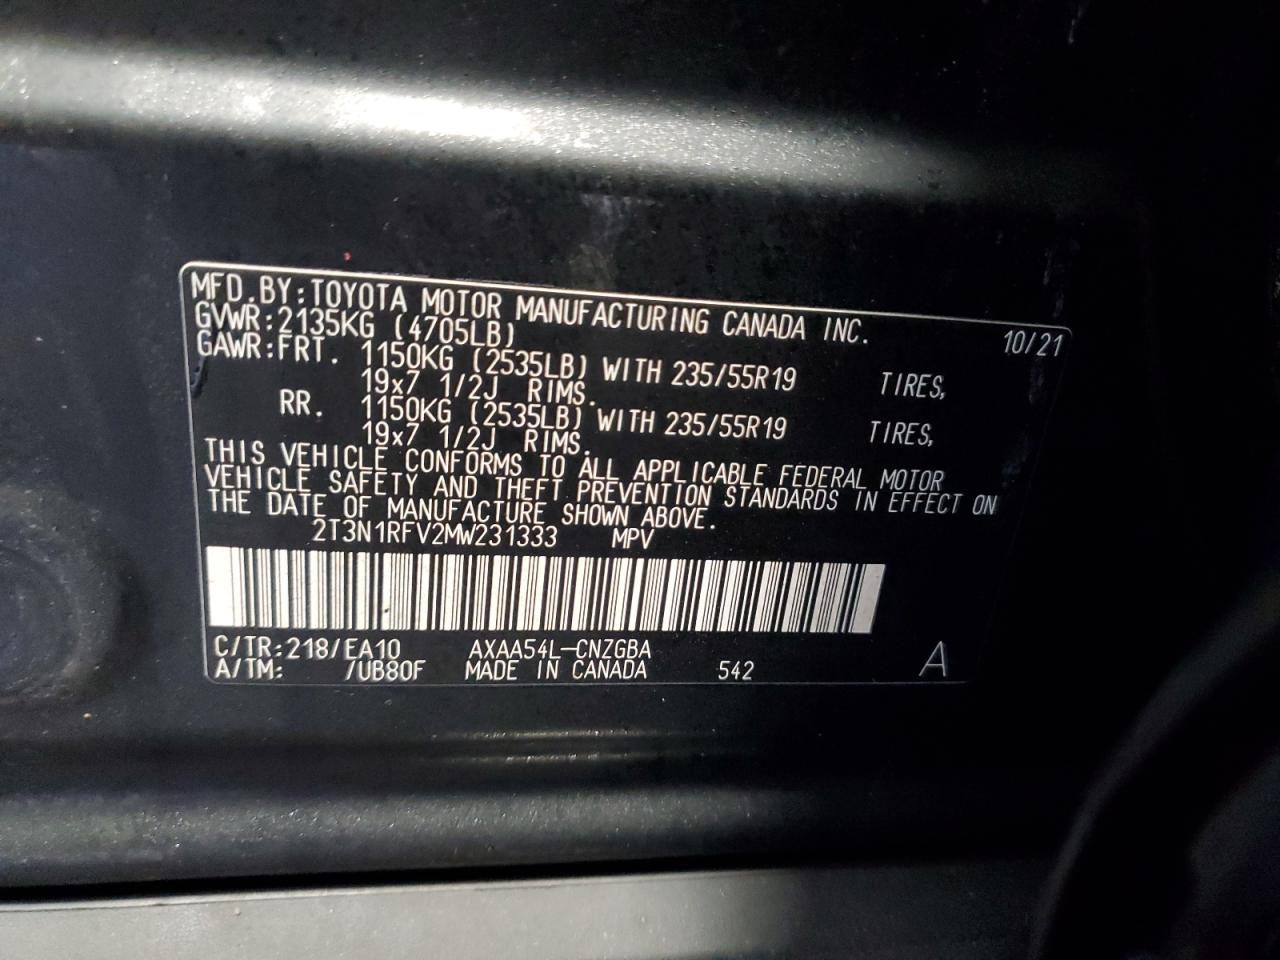 MFD.BY:TOYOTA MOTOR MANUFACTURING CANADA INC. 10/21
GVWR:2135KG (4705LB)
GAWR:FRT. 1150KG (2535LB) WITH 235/55R19 TIRES,
19x7 1/2J RIMS.
RR. 1150KG (2535LB) WITH 235/55R19 TIRES,
19x7 1/2J RIMS.
THIS VEHICLE CONFORMS TO ALL APPLICABLE FEDERAL MOTOR
VEHICLE SAFETY AND THEFT PREVENTION STANDARDS IN EFFECT ON
THE DATE OF MANUFACTURE SHOWN ABOVE.
2T3N1RFV2MW231333 MPV
C/TR:218/EA10 AXAA54L-CNZGBA
A/TM: /UB80F MADE IN CANADA 542 A